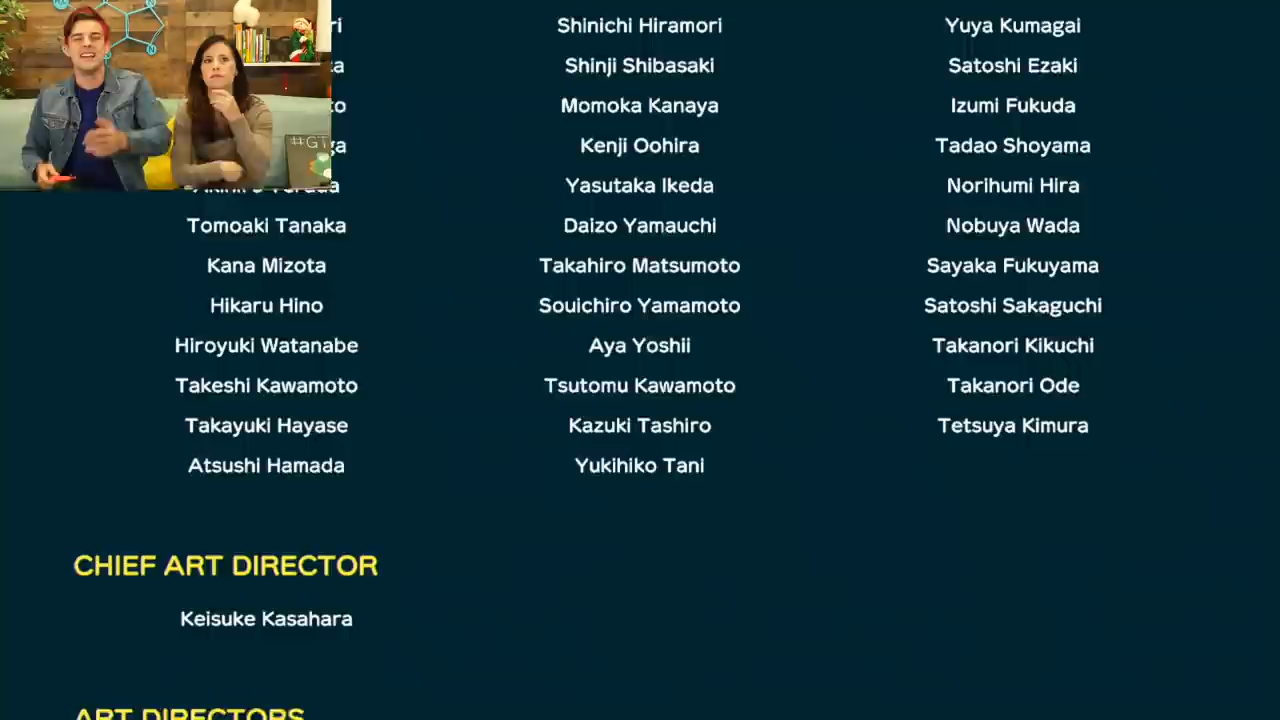 Shinichi Hiramori Yuya Kumagai
Shinji Shibasaki Satoshi Ezaki
Momoka Kanaya Izumi Fukuda
#GT
Kenji Oohira Tadao Shoyama
Yasutaka Ikeda Norihumi Hira
Tomoaki Tanaka Daizo Yamauchi Nobuya Wada
Kana Mizota Takahiro Matsumoto Sayaka Fukuyama
Hikaru Hino Souichiro Yamamoto Satoshi Sakaguchi
Hiroyuki Watanabe Aya Yoshii Takanori Kikuchi
Takeshi Kawamoto Tsutomu Kawamoto Takanori Ode
Takayuki Hayase Kazuki Tashiro Tetsuya Kimura
Atsushi Hamada Yukihiko Tani
CHIEF ART DIRECTOR
Keisuke Kasahara
ART DIRECTORS